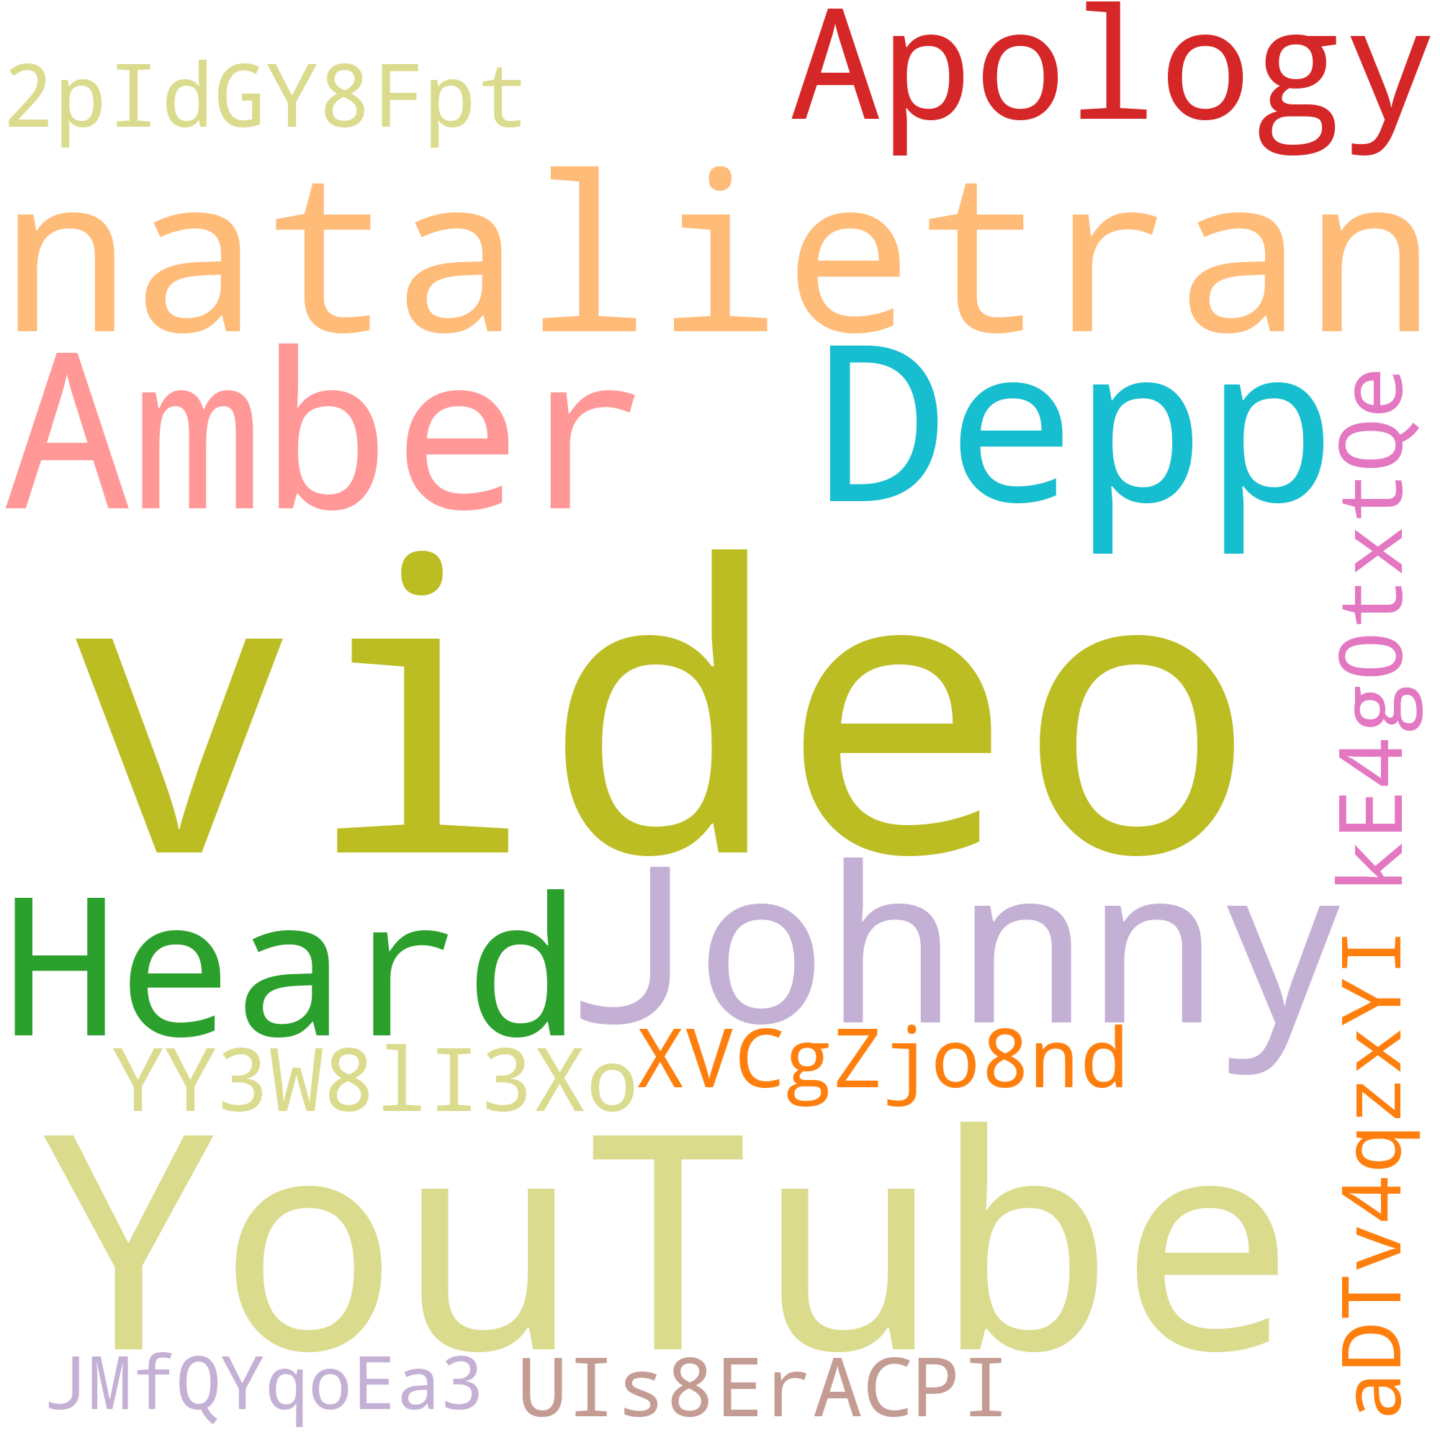 Apology
2pIdGY8Fpt
natalietran
Amber
Depp
kE4g0txtQe
video
Heard
Johnny
XVCgZjo8nd
YY3W8lI3Xo
aDTv4qzxYI
YouTube
JMfQYqoEa3
UIs8ErACPI